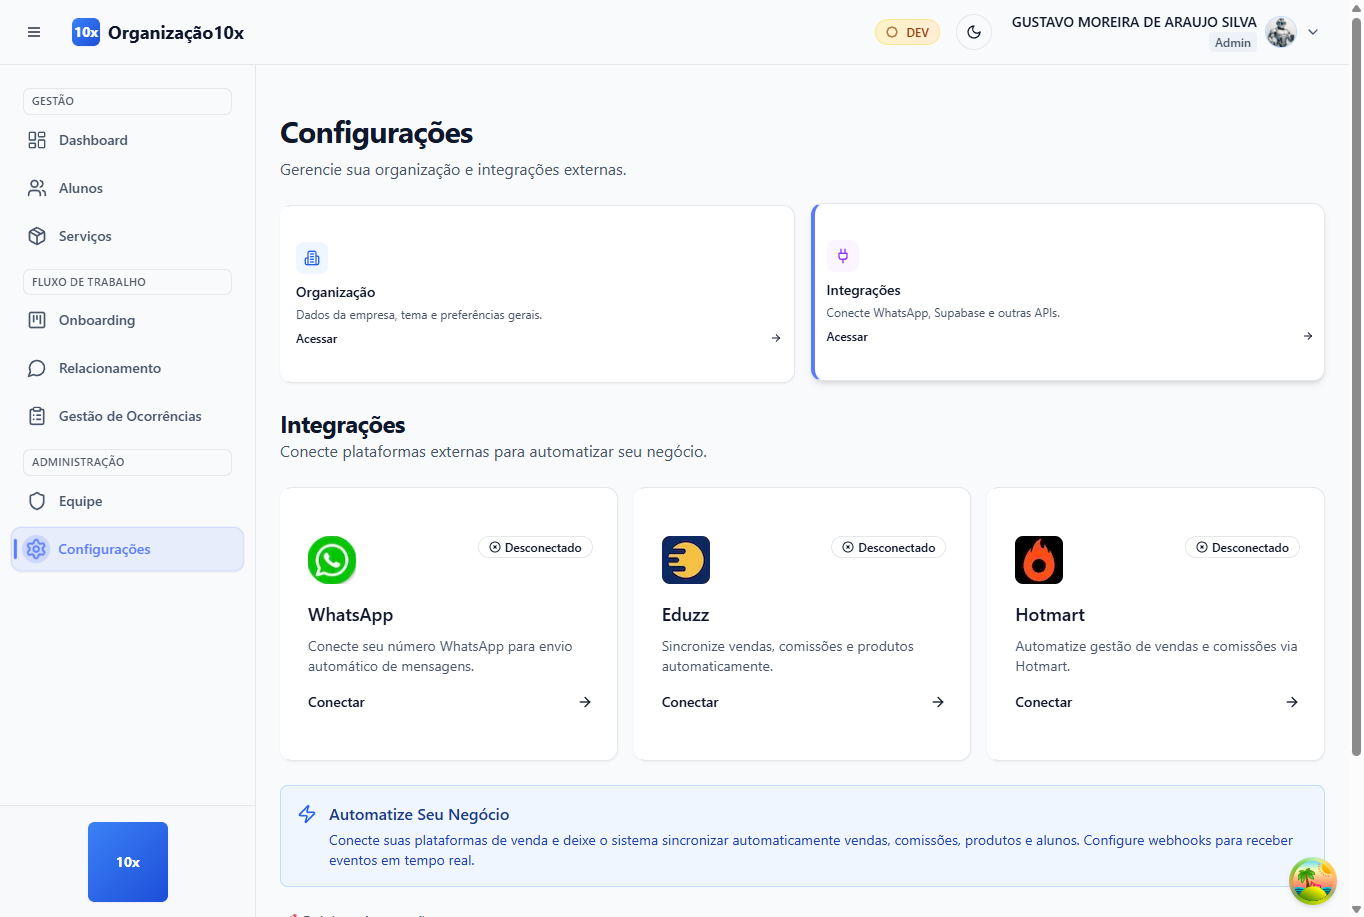 10x Organização10x
DEV
GUSTAVO MOREIRA DE ARAUJO SILVA
Admin
GESTÃO
Dashboard
Alunos
Serviços
FLUXO DE TRABALHO
Onboarding
Relacionamento
Gestão de Ocorrências
ADMINISTRAÇÃO
Equipe
Configurações
10x
Configurações
Gerencie sua organização e integrações externas.
Organização
Dados da empresa, tema e preferências gerais.
Acessar
Integrações
Conecte WhatsApp, Supabase e outras APIs.
Acessar
Integrações
Conecte plataformas externas para automatizar seu negócio.
Desconectado
WhatsApp
Conecte seu número WhatsApp para envio
automático de mensagens.
Conectar
Desconectado
Eduzz
Sincronize vendas, comissões e produtos
automaticamente.
Conectar
Desconectado
Hotmart
Automatize gestão de vendas e comissões via
Hotmart.
Conectar
Automatize Seu Negócio
Conecte suas plataformas de venda e deixe o sistema sincronizar automaticamente vendas, comissões, produtos e alunos. Configure webhooks para receber
eventos em tempo real.